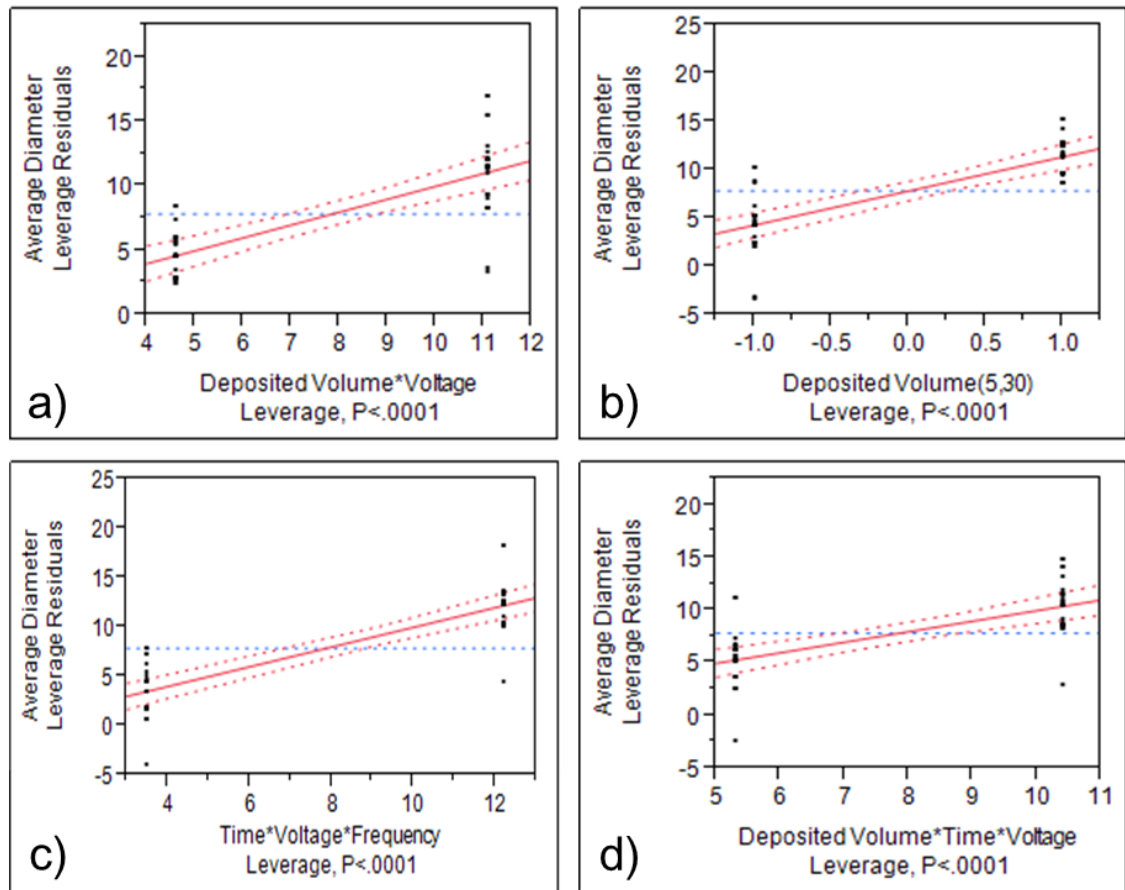 Average Diameter
Leverage Residuals
20
15
10
5
0
4 5 6 7 8 9 10 11 12
Deposited Volume*Voltage
Leverage, P<.0001
a)
Average Diameter
Leverage Residuals
25
20
15
10
5
0
-5
-1.0 -0.5 0.0 0.5 1.0
Deposited Volume(5,30)
Leverage, P<.0001
b)
Average Diameter
Leverage Residuals
25
20
15
10
5
0
-5
4 6 8 10 12
Time*Voltage*Frequency
Leverage, P<.0001
c)
Average Diameter
Leverage Residuals
20
15
10
5
0
-5
5 6 7 8 9 10 11
Deposited Volume*Time*Voltage
Leverage, P<.0001
d)